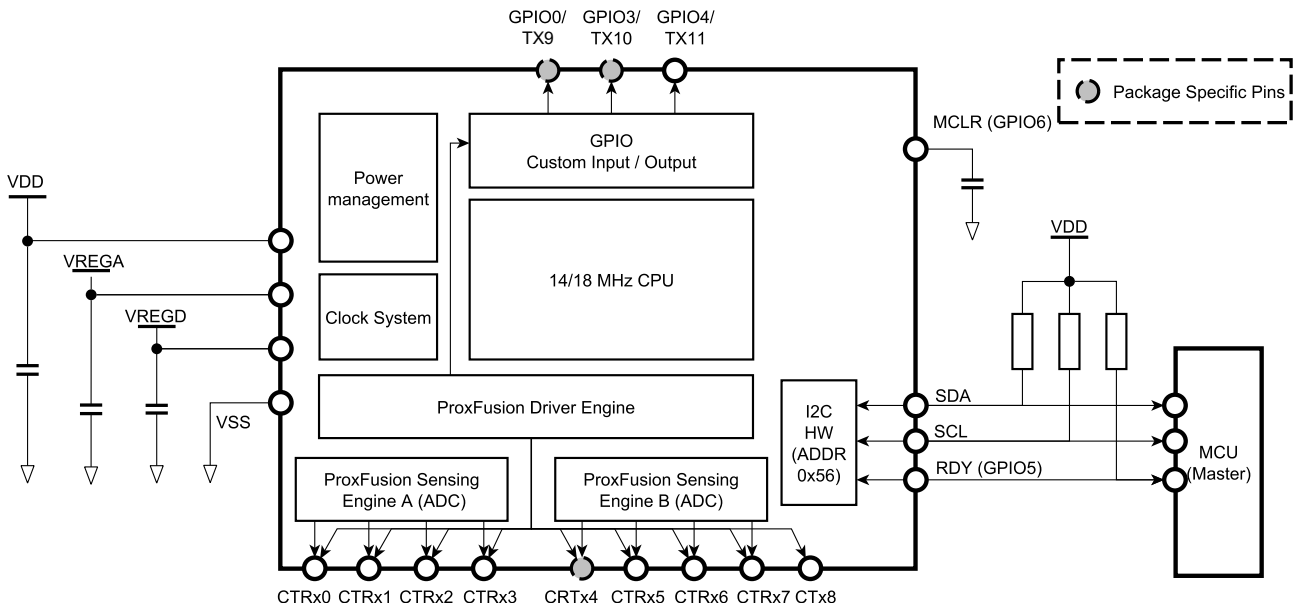 GPIO0/
TX9
GPIO3/
TX10
GPIO4/
TX11
Package Specific Pins
MCLR (GPIO6)
GPIO
Custom Input / Output
Power
management
VDD
VREGA
VREGD
VSS
14/18 MHz CPU
Clock System
VDD
ProxFusion Driver Engine
I2C
HW
(ADDR
0x56)
SDA
SCL
RDY (GPIO5)
MCU
(Master)
ProxFusion Sensing
Engine A (ADC)
ProxFusion Sensing
Engine B (ADC)
CTRx0 CTRx1 CTRx2 CTRx3 CRTx4 CTRx5 CTRx6 CTRx7 CTx8